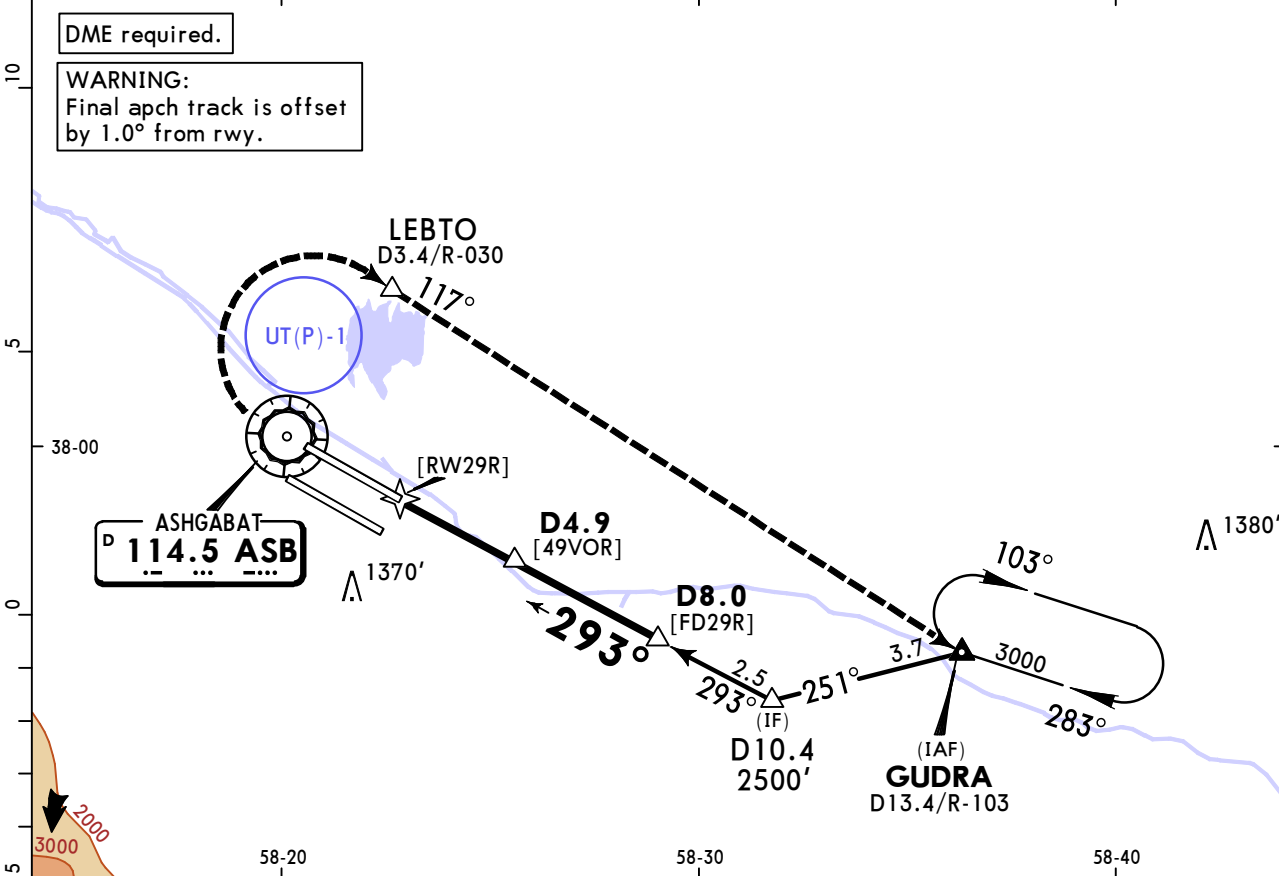 DME required.
WARNING:
Final apch track is offset
by 1.0° from rwy.
10
LEBTO
D3.4/R-030
117°
UT(P)-1
5
38-00
[RW29R]
ASHGABAT
D 114.5 ASB
1370'
D4.9
[49VOR]
1380'
103°
0
D8.0
[FD29R]
293°
3.7
3000
2.5
251°
293°
283°
(IF)
D10.4
2500'
(IAF)
GUDRA
D13.4/R-103
2000
3000
5
58-20
58-30
58-40